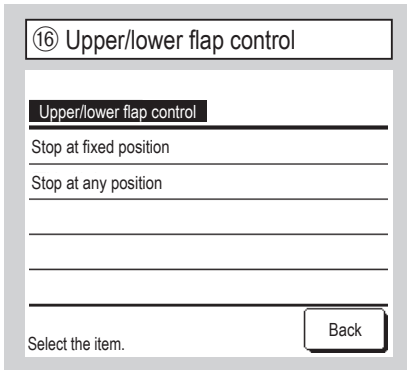 ⑯ Upper/lower flap control
Upper/lower flap control
Stop at fixed position
Stop at any position
Back
Select the item.